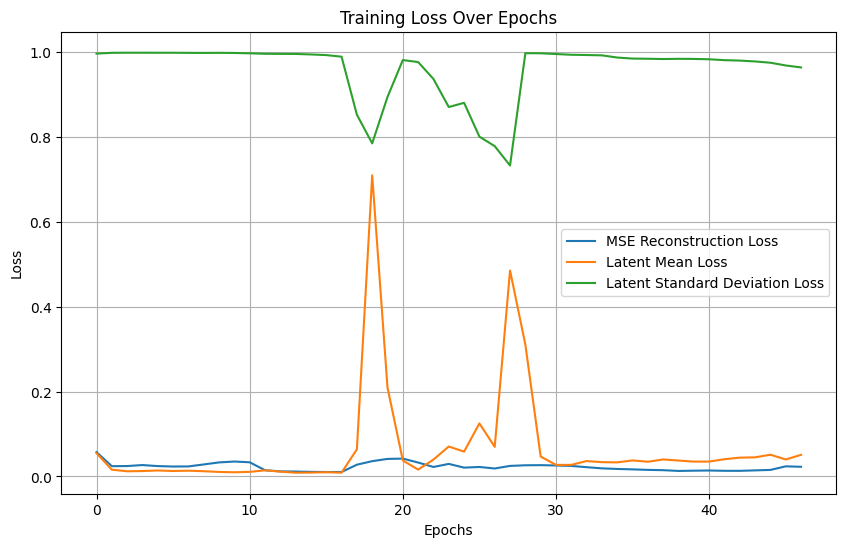 Training Loss Over Epochs
Loss
1.0
0.8
0.6
0.4
0.2
0.0
MSE Reconstruction Loss
Latent Mean Loss
Latent Standard Deviation Loss
0 10 20 30 40
Epochs